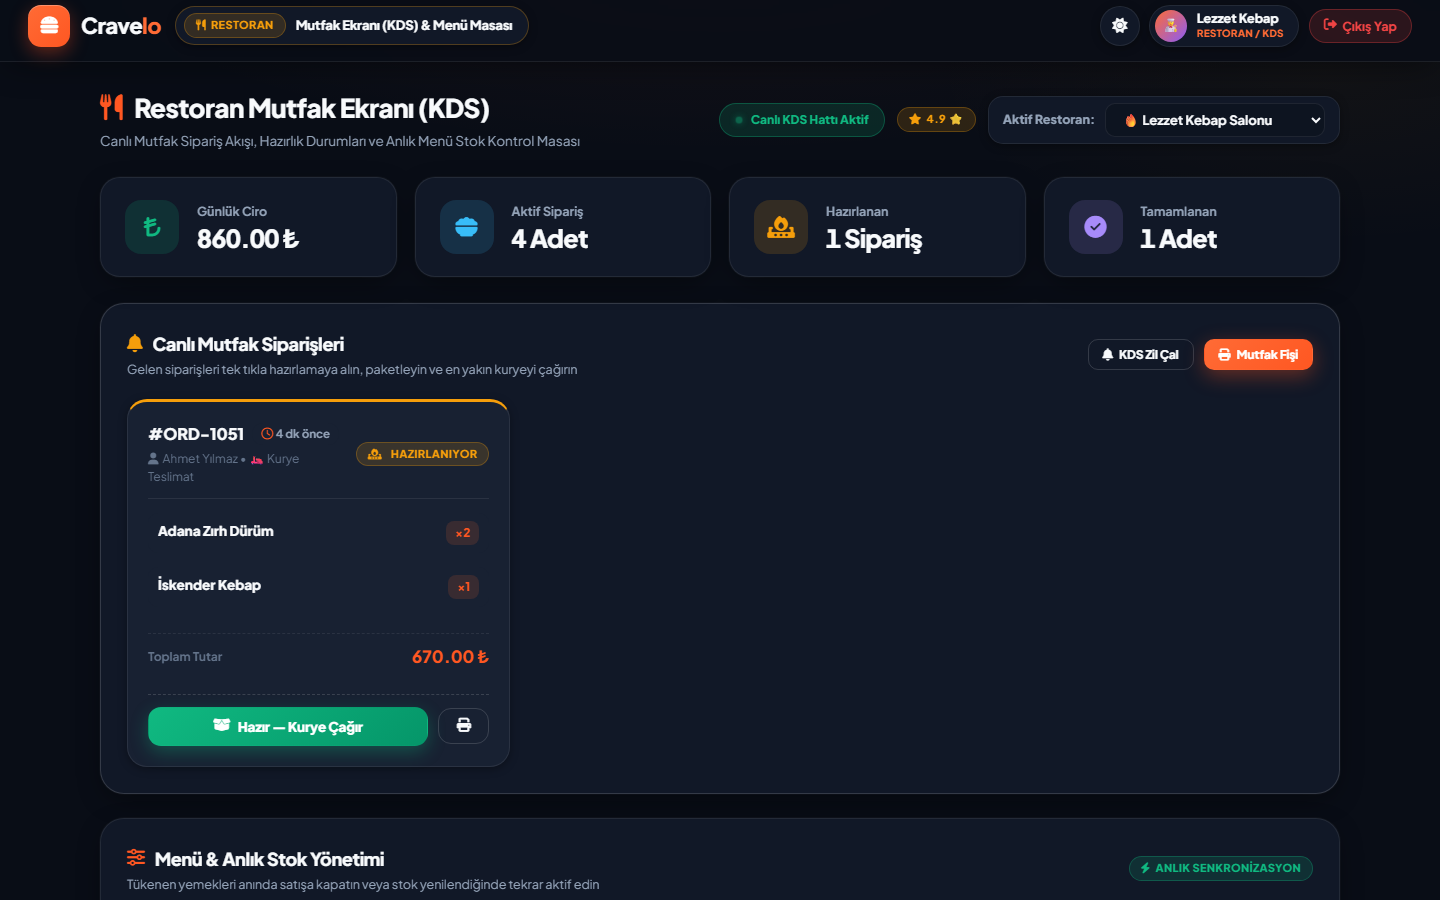 Cravelo
RESTORAN
Mutfak Ekranı (KDS) & Menü Masası
Lezzet Kebap
RESTORAN / KDS
Çıkış Yap
Restoran Mutfak Ekranı (KDS)
Canlı Mutfak Sipariş Akışı, Hazırlık Durumları ve Anlık Menü Stok Kontrol Masası
Canlı KDS Hattı Aktif
4.9
Aktif Restoran:
Lezzet Kebap Salonu
Günlük Ciro
860.00 ₺
Aktif Sipariş
4 Adet
Hazırlanan
1 Sipariş
Tamamlanan
1 Adet
Canlı Mutfak Siparişleri
Gelen siparişleri tek tıkla hazırlamaya alın, paketleyin ve en yakın kuryeyi çağırın
KDS Zil Çal
Mutfak Fişi
#ORD-1051
4 dk önce
Ahmet Yılmaz • Kurye
Teslimat
HAZIRLANIYOR
Adana Zırh Dürüm
×2
İskender Kebap
×1
Toplam Tutar
670.00 ₺
Hazır — Kurye Çağır
Menü & Anlık Stok Yönetimi
Tükenen yemekleri anında satışa kapatın veya stok yenilendiğinde tekrar aktif edin
ANLIK SENKRONİZASYON